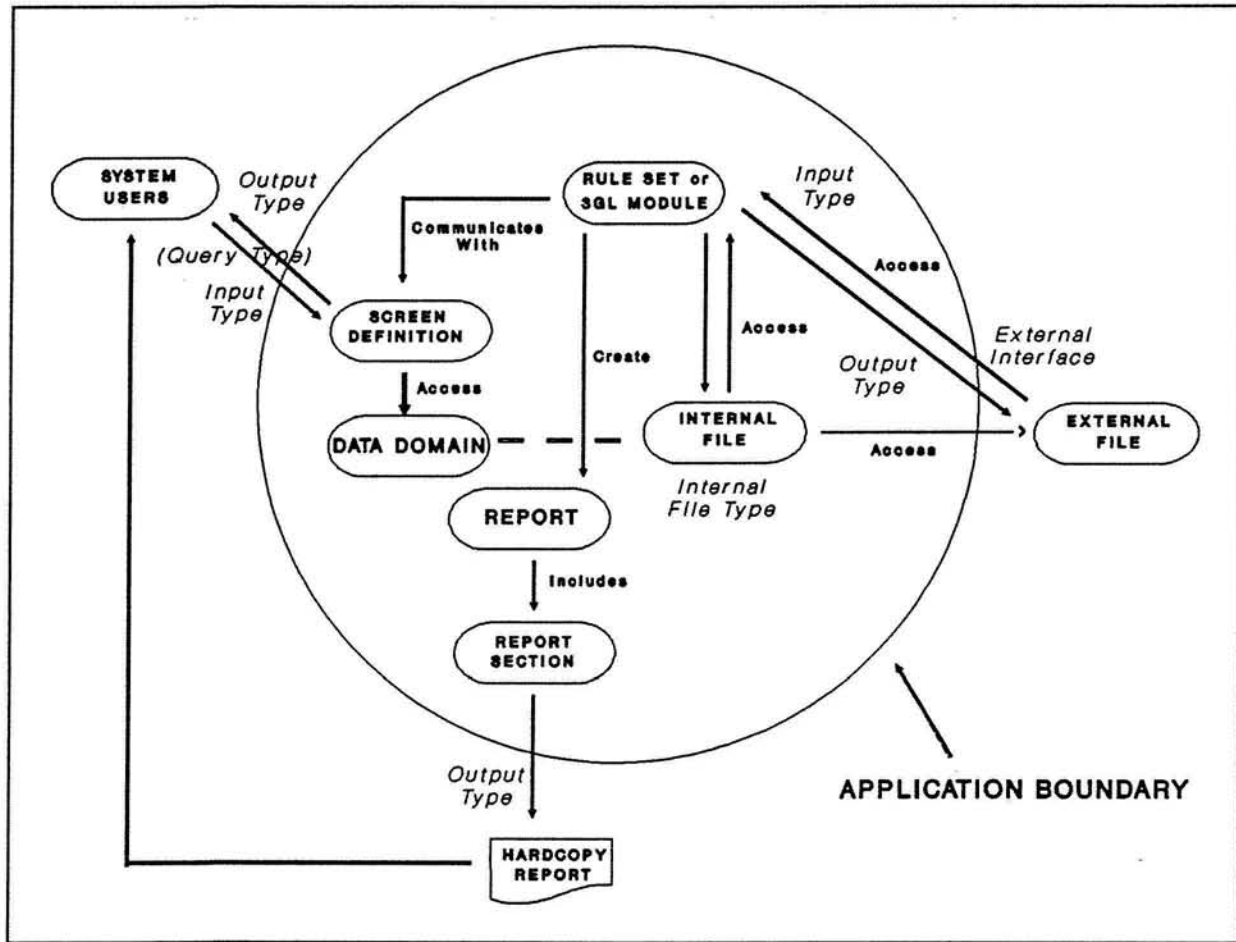 SYSTEM
USERS
Output
Type
(Query Type)
Input
Type
RULE SET or
3GL MODULE
Communicates
With
Input
Type
Access
SCREEN
DEFINITION
Access
Create
Access
External
Interface
Output
Type
DATA DOMAIN
INTERNAL
FILE
Access
EXTERNAL
FILE
Internal
File Type
REPORT
Includes
REPORT
SECTION
Output
Type
APPLICATION BOUNDARY
HARDCOPY
REPORT